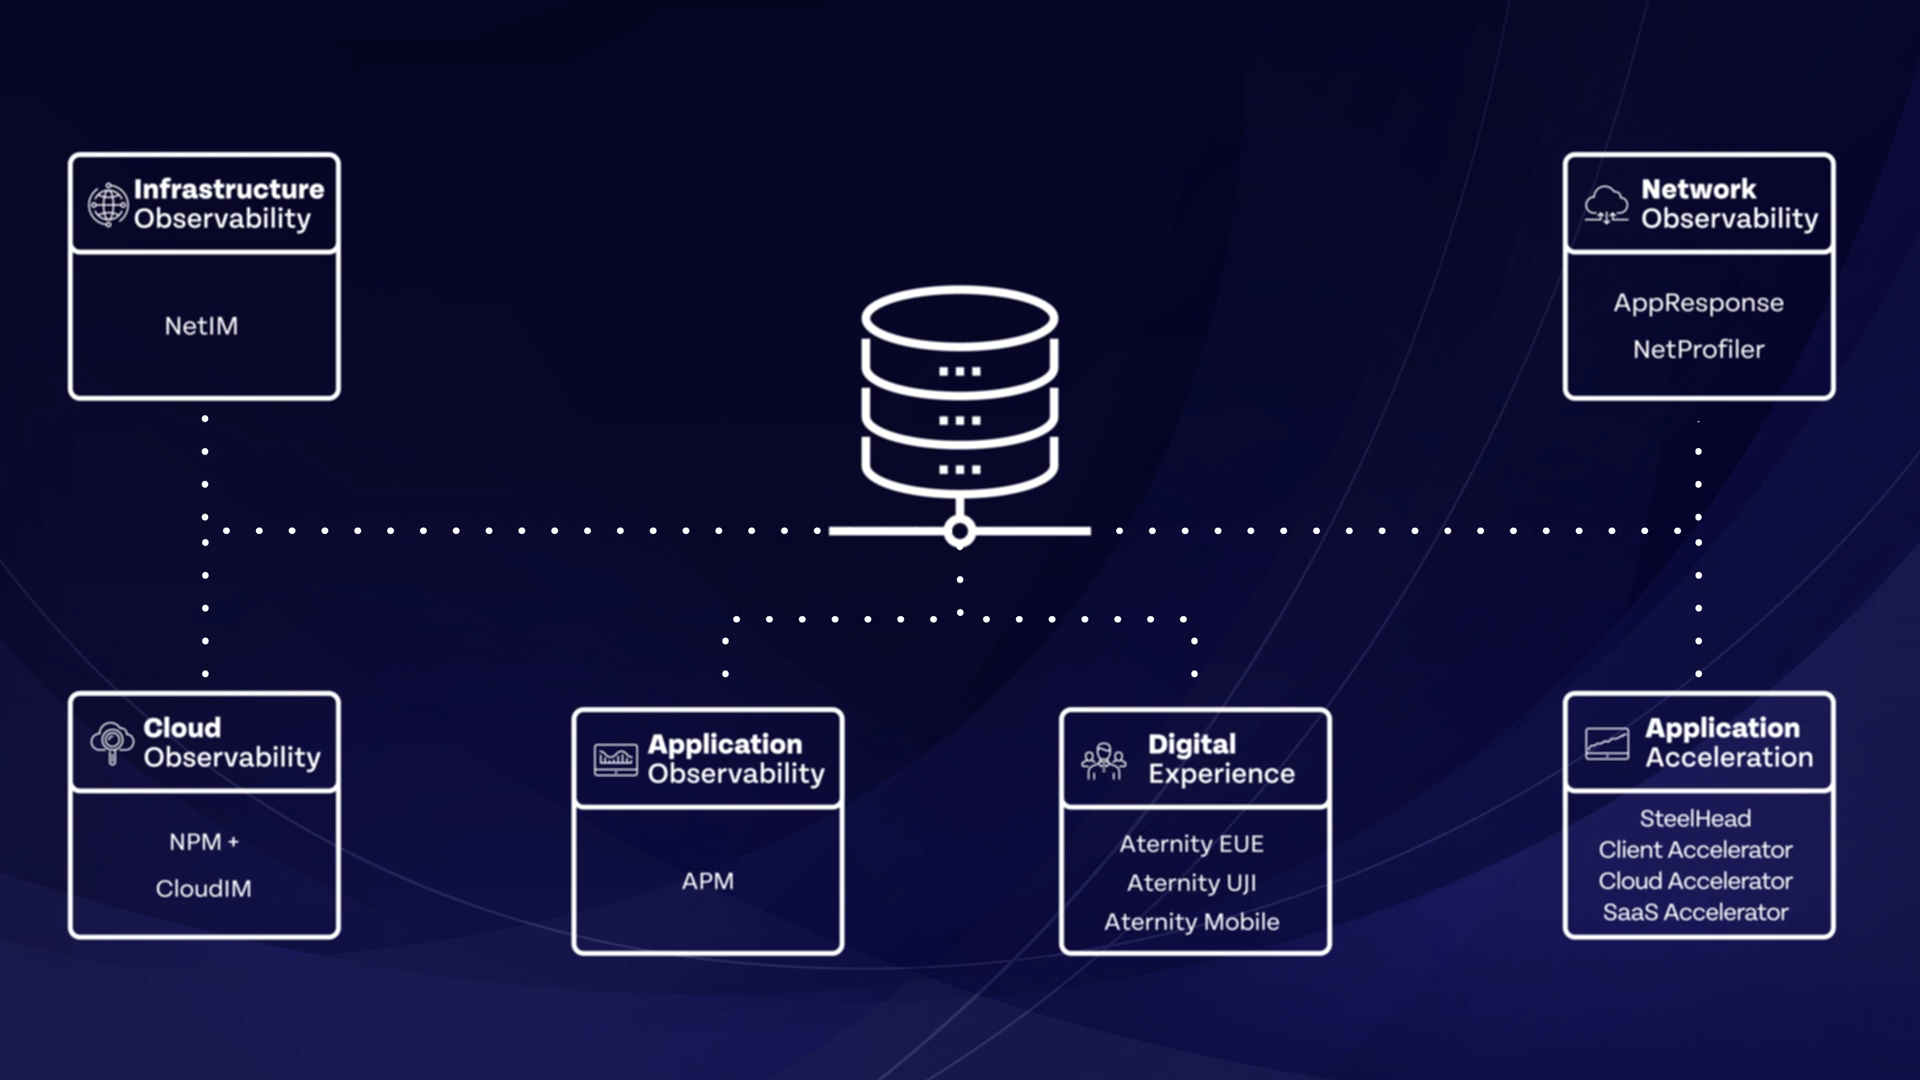 Infrastructure
Observability
NetIM
Network
Observability
AppResponse
NetProfiler
Cloud
Observability
NPM +
CloudIM
Application
Observability
APM
Digital
Experience
Aternity EUE
Aternity UJI
Aternity Mobile
Application
Acceleration
SteelHead
Client Accelerator
Cloud Accelerator
SaaS Accelerator